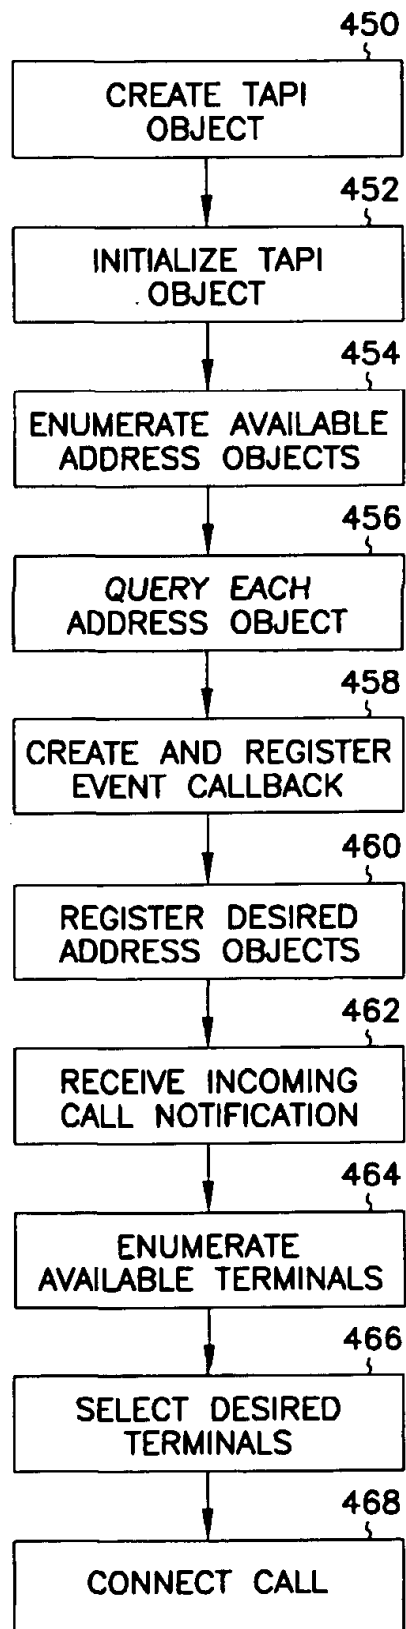 450
CREATE TAPI
OBJECT
452
INITIALIZE TAPI
OBJECT
454
ENUMERATE AVAILABLE
ADDRESS OBJECTS
456
QUERY EACH
ADDRESS OBJECT
458
CREATE AND REGISTER
EVENT CALLBACK
460
REGISTER DESIRED
ADDRESS OBJECTS
462
RECEIVE INCOMING
CALL NOTIFICATION
464
ENUMERATE
AVAILABLE TERMINALS
466
SELECT DESIRED
TERMINALS
468
CONNECT CALL